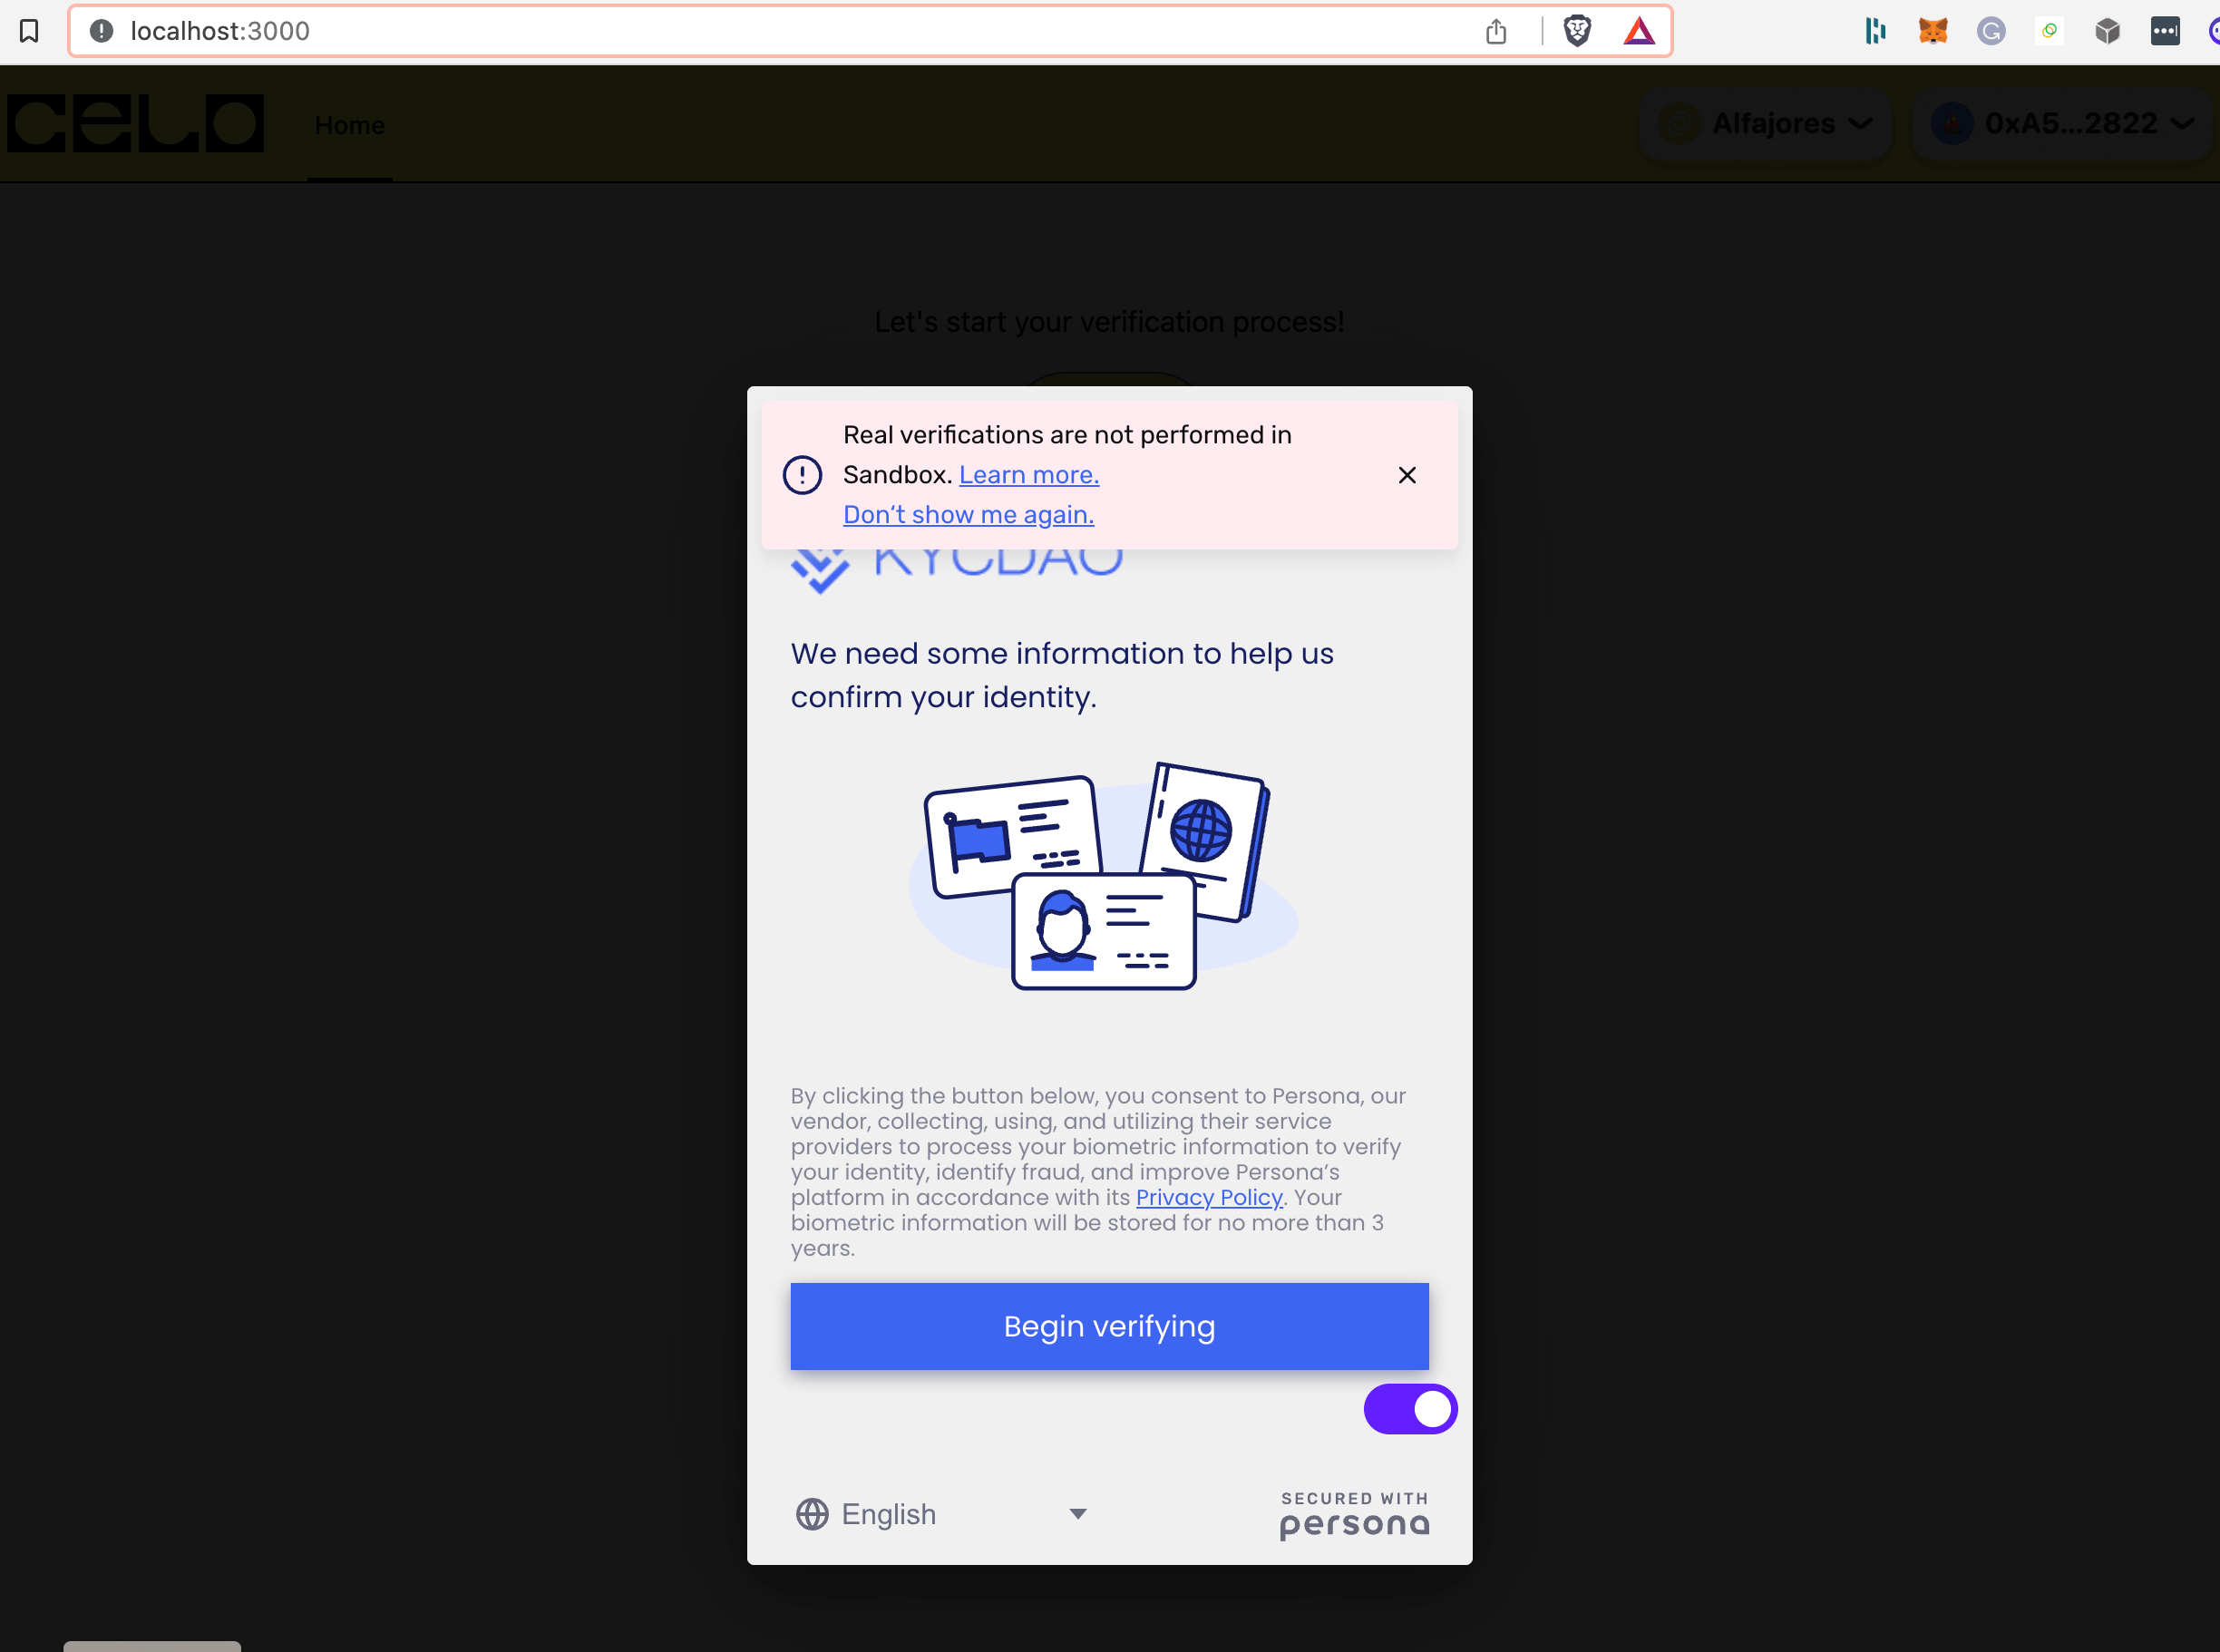 localhost:3000
CELO
Home
Alfajores
0xA5...2822
Let's start your verification process!
Real verifications are not performed in
Sandbox. Learn more.
Don‘t show me again.
KYCDAO
We need some information to help us
confirm your identity.
By clicking the button below, you consent to Persona, our
vendor, collecting, using, and utilizing their service
providers to process your biometric information to verify
your identity, identify fraud, and improve Persona’s
platform in accordance with its Privacy Policy. Your
biometric information will be stored for no more than 3
years.
Begin verifying
English
SECURED WITH
persona